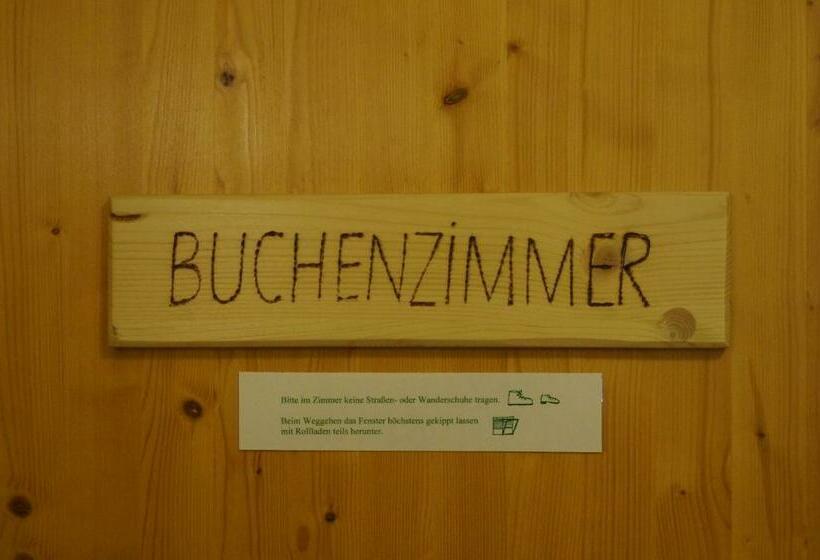 BUCHENZiMMER
Bitte im Zimmer keine Straßen- oder Wanderschuhe tragen.
Beim Weggehen das Fenster höchstens gekippt lassen
mit Rollladen teils herunter.